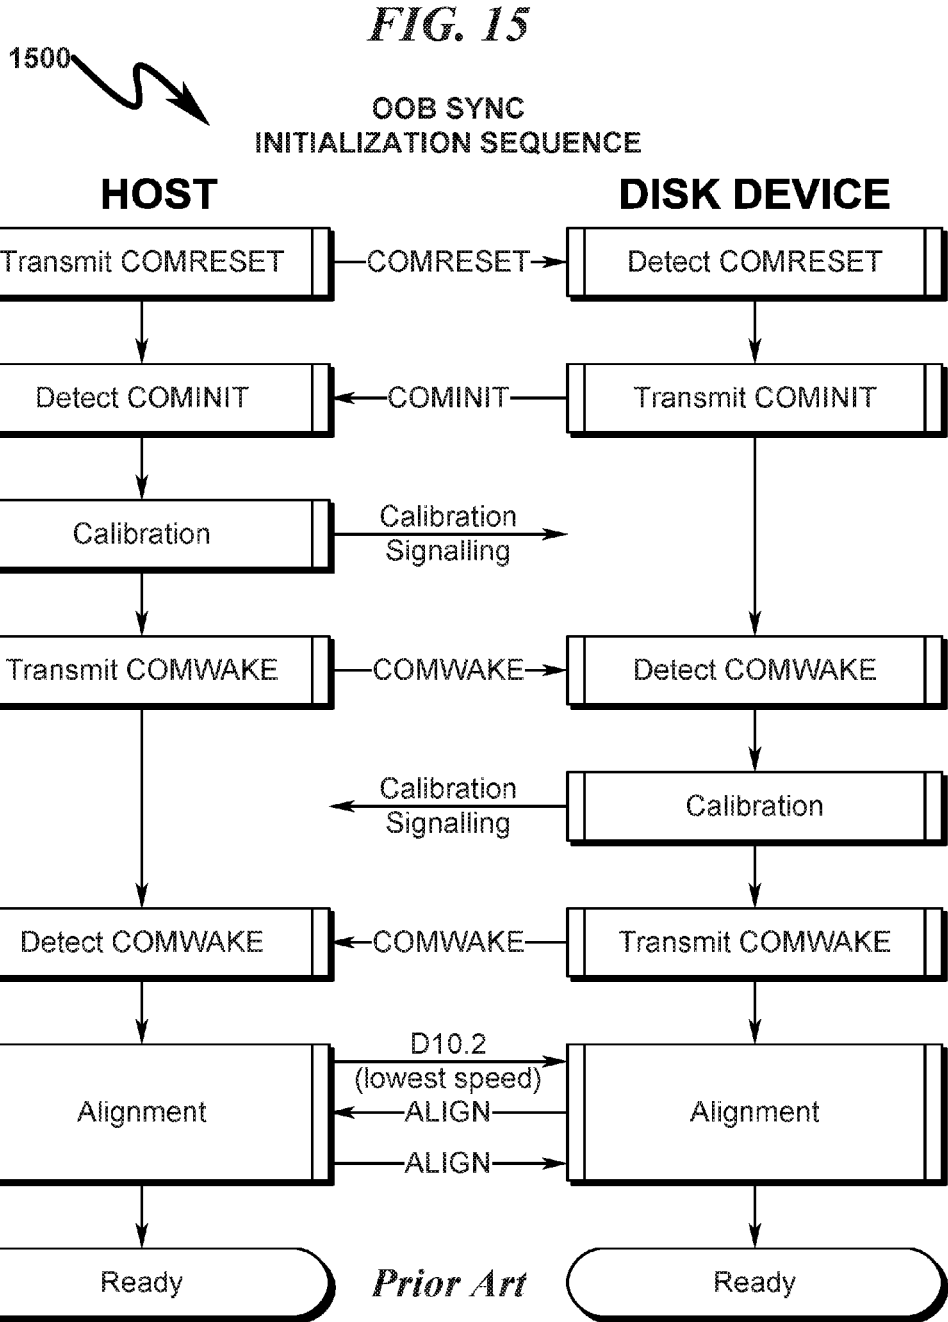 FIG. 15
1500
OOB SYNC
INITIALIZATION SEQUENCE
HOST
DISK DEVICE
Transmit COMRESET
COMRESET
Detect COMRESET
Detect COMINIT
COMINIT
Transmit COMINIT
Calibration
Calibration
Signalling
Transmit COMWAKE
COMWAKE
Detect COMWAKE
Calibration
Signalling
Calibration
Detect COMWAKE
COMWAKE
Transmit COMWAKE
Alignment
D10.2
(lowest speed)
ALIGN
ALIGN
Alignment
Ready
Prior Art
Ready